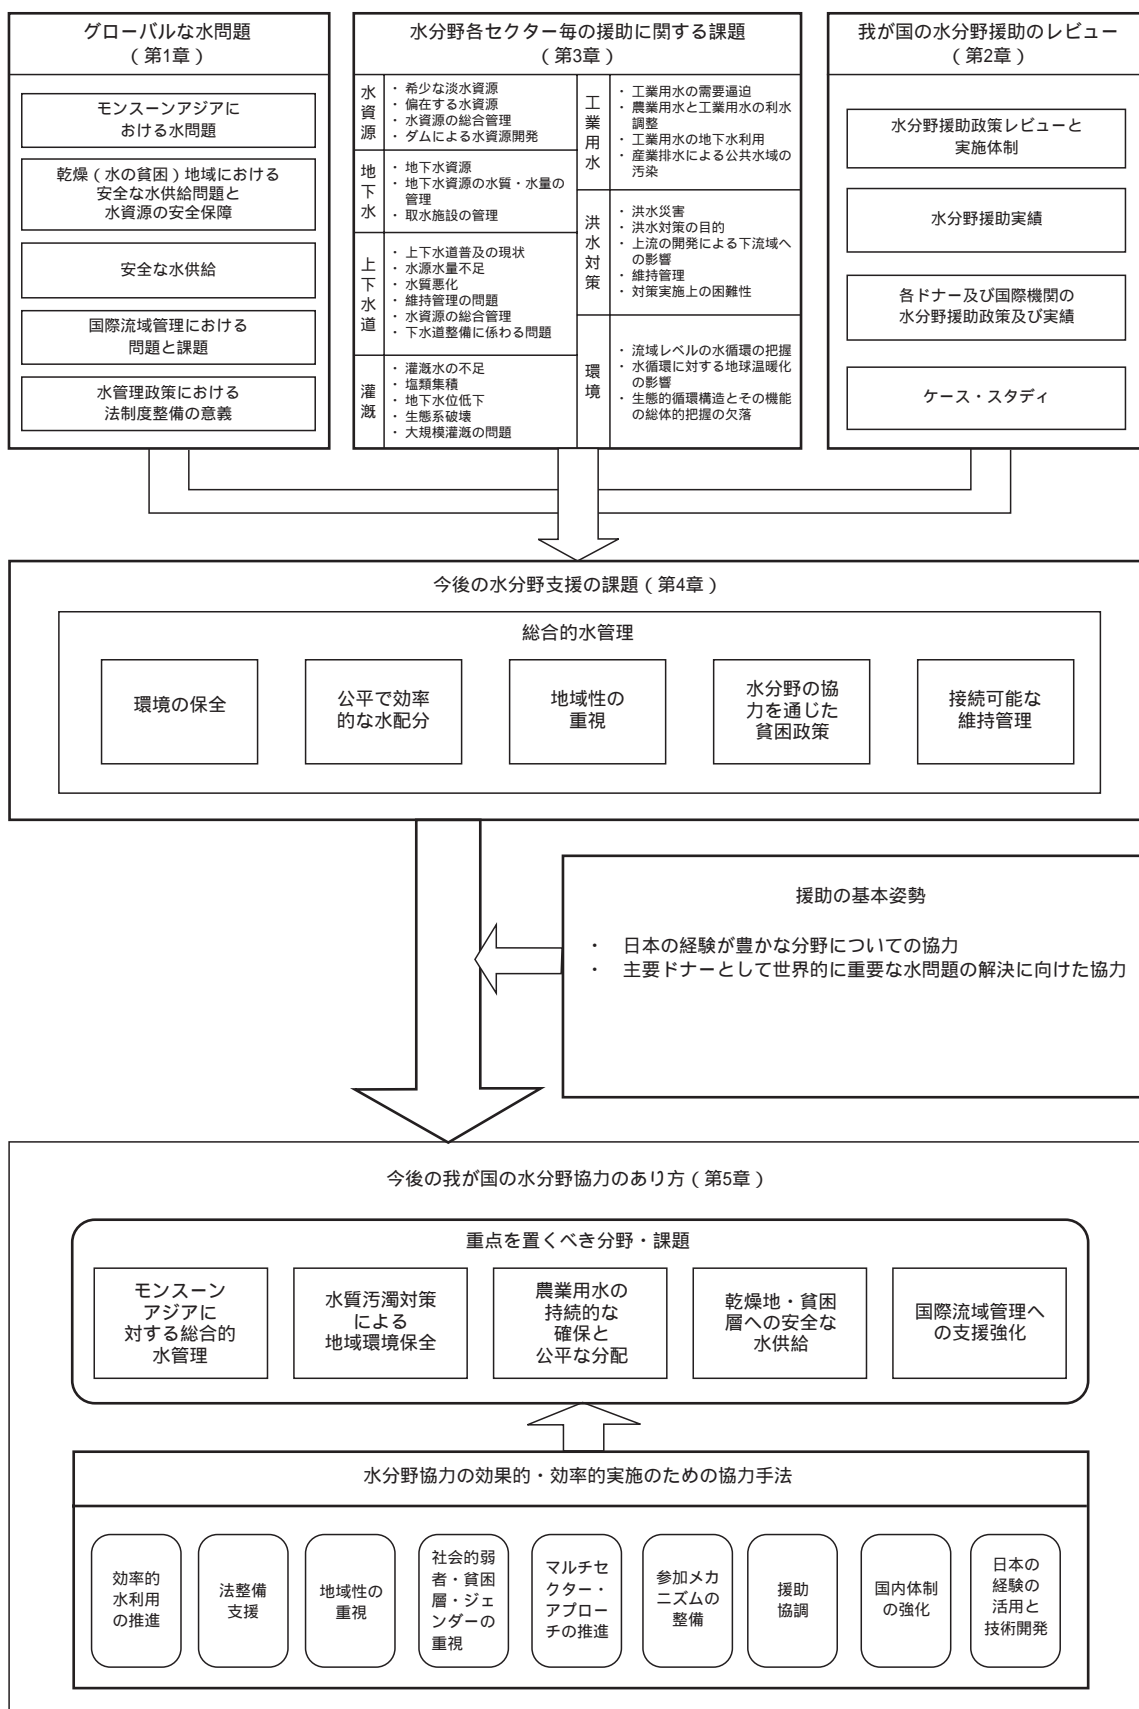 グローバルな水問題
（第1章）
モンスーンアジアに
おける水問題
乾燥（水の貧困）地域における
安全な水供給問題と
水資源の安全保障
安全な水供給
国際流域管理における
問題と課題
水管理政策における
法制度整備の意義
水分野各セクター毎の援助に関する課題
（第3章）
水資源
・ 希少な淡水資源
・ 偏在する水資源
・ 水資源の総合管理
・ ダムによる水資源開発
地下水
・ 地下水資源
・ 地下水資源の水質・水量の
管理
・ 取水施設の管理
上下水道
・ 上下水道普及の現状
・ 水源水量不足
・ 水質悪化
・ 維持管理の問題
・ 水資源の総合管理
・ 下水道整備に係わる問題
灌漑
・ 灌漑水の不足
・ 塩類集積
・ 地下水位低下
・ 生態系破壊
・ 大規模灌漑の問題
工業用水
・ 工業用水の需要逼迫
・ 農業用水と工業用水の利水
調整
・ 工業用水の地下水利用
・ 産業排水による公共水域の
汚染
洪水対策
・ 洪水災害
・ 洪水対策の目的
・ 上流の開発による下流域へ
の影響
・ 維持管理
・ 対策実施上の困難性
環境
・ 流域レベルの水循環の把握
・ 水循環に対する地球温暖化
の影響
・ 生態的循環構造とその機能
の総体的把握の欠落
我が国の水分野援助のレビュー
（第2章）
水分野援助政策レビューと
実施体制
水分野援助実績
各ドナー及び国際機関の
水分野援助政策及び実績
ケース・スタディ
今後の水分野支援の課題（第4章）
総合的水管理
環境の保全
公平で効率
的な水配分
地域性の
重視
水分野の協
力を通じた
貧困政策
接続可能な
維持管理
援助の基本姿勢
・ 日本の経験が豊かな分野についての協力
・ 主要ドナーとして世界的に重要な水問題の解決に向けた協力
今後の我が国の水分野協力のあり方（第5章）
重点を置くべき分野・課題
モンスーン
アジアに
対する総合的
水管理
水質汚濁対策
による
地域環境保全
農業用水の
持続的な
確保と
公平な分配
乾燥地・貧困
層への安全な
水供給
国際流域管理へ
の支援強化
水分野協力の効果的・効率的実施のための協力手法
効率的
水利用
の推進
法整備
支援
地域性の
重視
社会的弱
者・貧困
層・ジェ
ンダーの
重視
マルチセ
クター・
アプロー
チの推進
参加メカ
ニズムの
整備
援助
協調
国内体制
の強化
日本の
経験の
活用と
技術開発